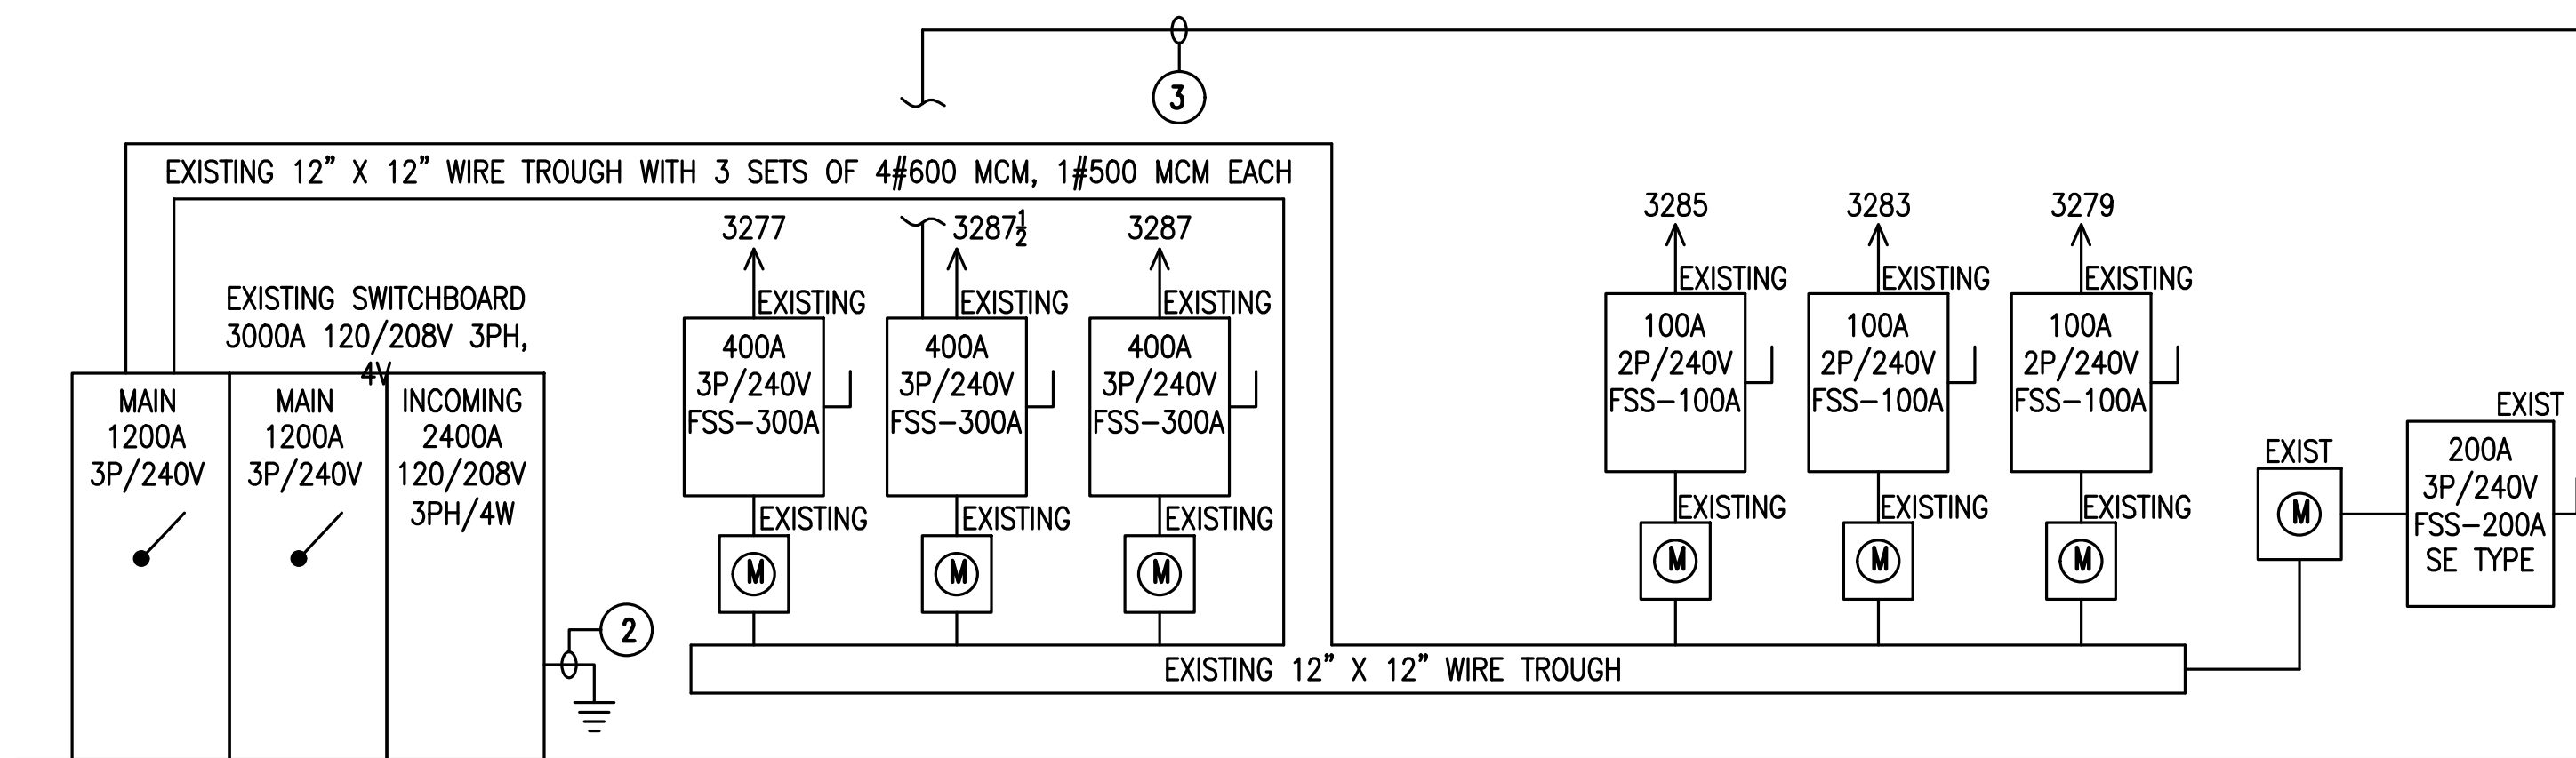 3
EXISTING 12” X 12” WIRE TROUGH WITH 3 SETS OF 4#600 MCM, 1#500 MCM EACH
3277
3287½
3287
3285
3283
3279
EXISTING
EXISTING
EXISTING
EXISTING
EXISTING
EXISTING
EXISTING SWITCHBOARD
3000A 120/208V 3PH,
MAIN
1200A
3P/240V
MAIN
1200A
3P/240V
INCOMING
2400A
120/208V
3PH/4W
400A
3P/240V
FSS-300A
400A
3P/240V
FSS-300A
400A
3P/240V
FSS-300A
100A
2P/240V
FSS-100A
100A
2P/240V
FSS-100A
100A
2P/240V
FSS-100A
EXIST
EXIST
200A
3P/240V
FSS-200A
SE TYPE
EXISTING
EXISTING
EXISTING
EXISTING
EXISTING
EXISTING
M
M
M
M
M
M
M
2
EXISTING 12” X 12” WIRE TROUGH